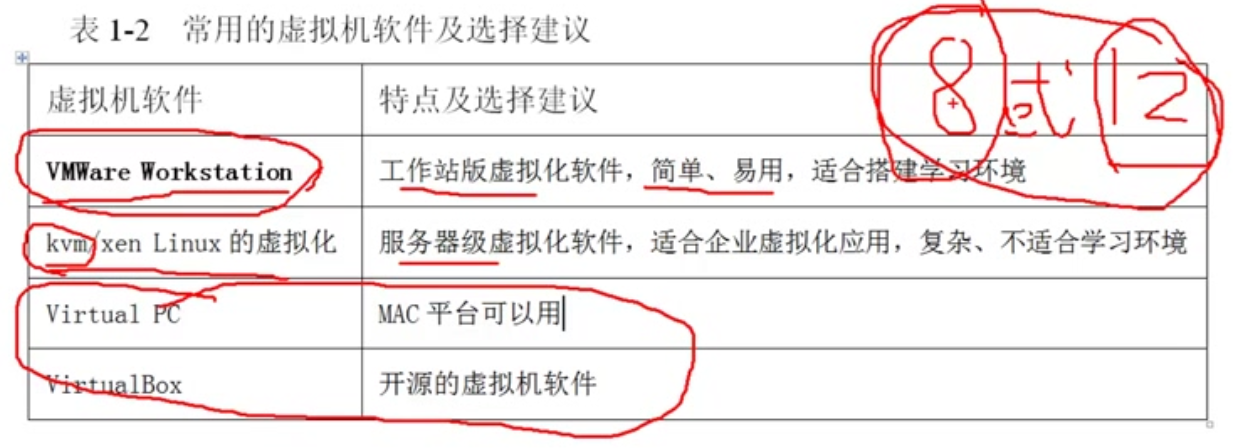 表 1-2 常用的虚拟机软件及选择建议
虚拟机软件 特点及选择建议
8 或 12
VMWare Workstation 工作站版虚拟化软件，简单、易用，适合搭建学习环境
kvm/xen Linux 的虚拟化 服务器级虚拟化软件，适合企业虚拟化应用，复杂、不适合学习环境
Virtual PC MAC 平台可以用
VirtualBox 开源的虚拟机软件